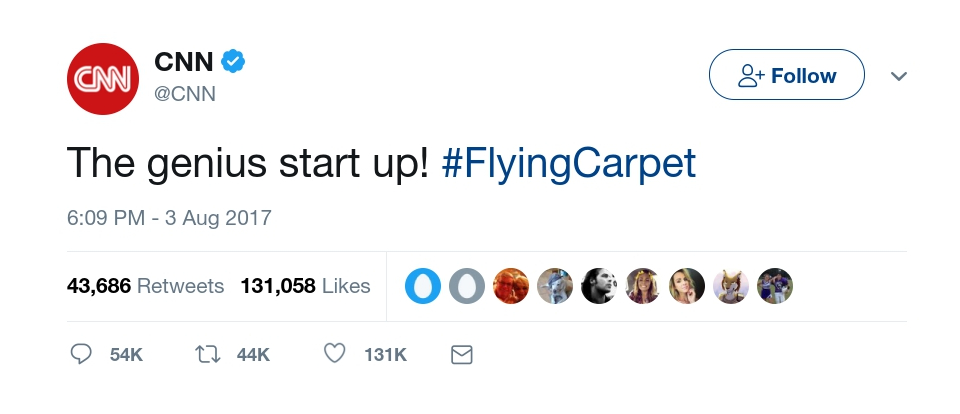 CNN
CNN
@CNN
Follow
The genius start up! #FlyingCarpet
6:09 PM - 3 Aug 2017
43,686 Retweets 131,058 Likes
54K 44K 131K